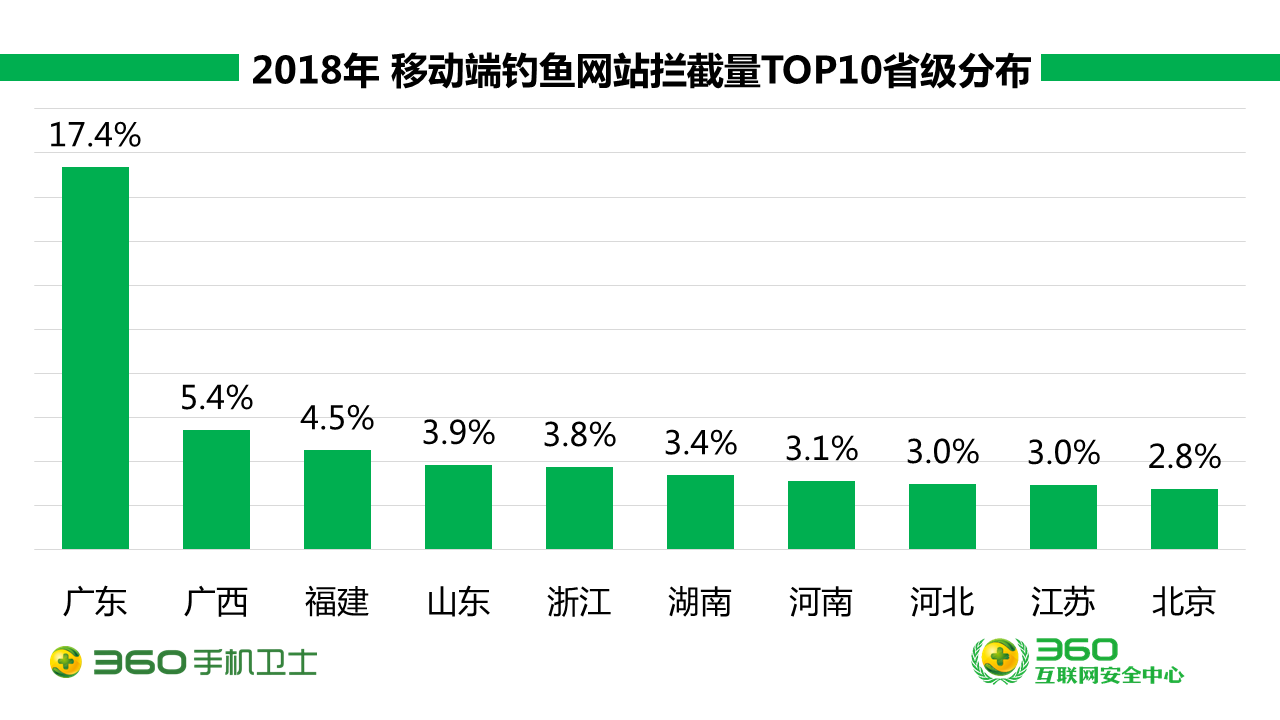 2018年 移动端钓鱼网站拦截量TOP10省级分布
17.4%
5.4%
4.5%
3.9%
3.8%
3.4%
3.1%
3.0%
3.0%
2.8%
广东 广西 福建 山东 浙江 湖南 河南 河北 江苏 北京
360手机卫士
360
互联网安全中心